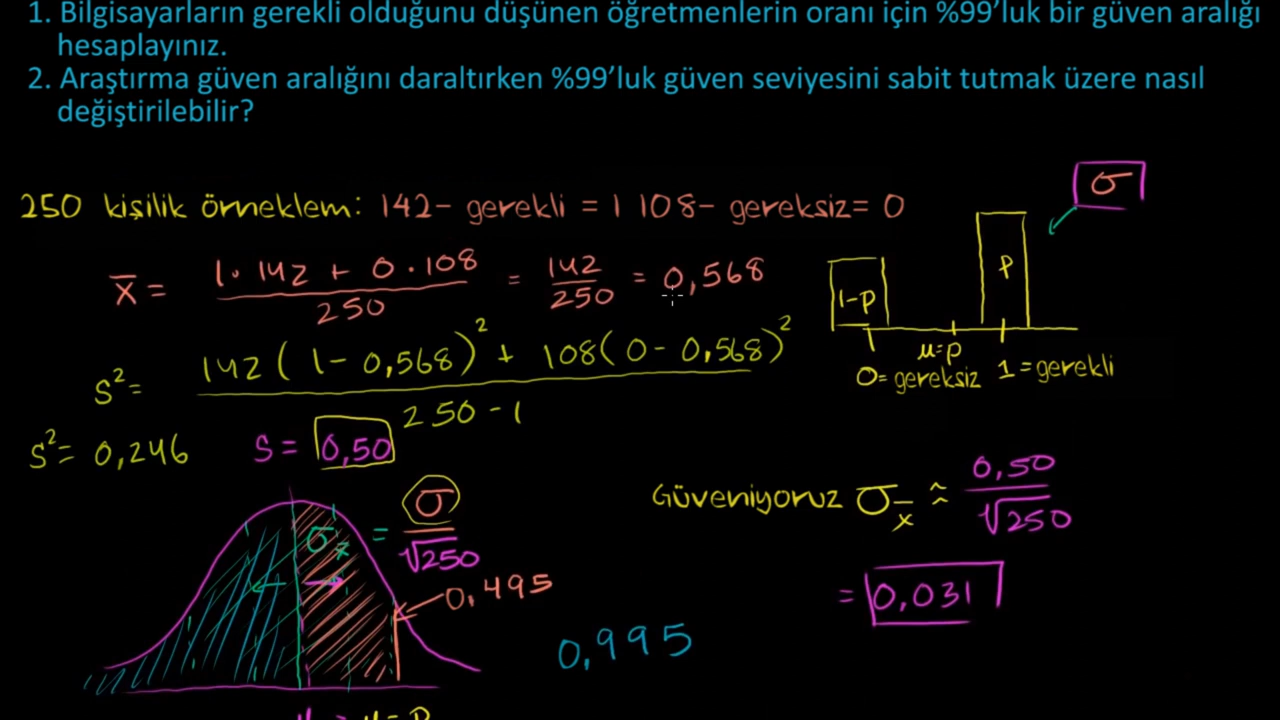 1. Bilgisayarların gerekli olduğunu düşünen öğretmenlerin oranı için %99'luk bir güven aralığı
hesaplayınız.
2. Araştırma güven aralığını daraltırken %99'luk güven seviyesini sabit tutmak üzere nasıl
değiştirilebilir?
250 kişilik örneklem: 142- gerekli = 1 108- gereksiz= 0
σ
x̄ = 1·142 + 0·108 / 250 = 142/250 = 0,568
1-p
p
μ=p
0= gereksiz 1=gerekli
S²= 142(1-0,568)² + 108(0-0,568)² / 250-1
S²= 0,246 S= 0,50
σx̄ = σ/√250
Güveniyoruz σx̄ ≈ 0,50/√250
= 0,031
0,495
0,995